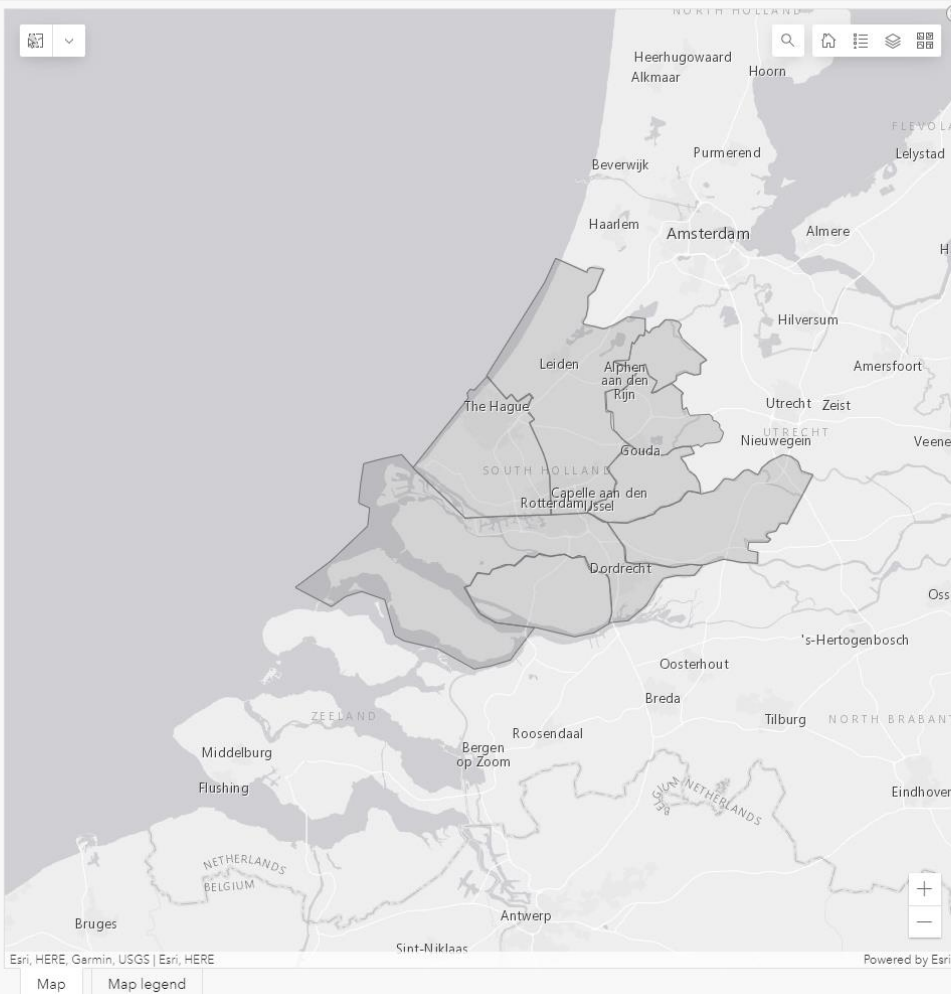 NORTH HOLLAND
Heerhugowaard
Alkmaar
Hoorn
FLEVOLA
Lelystad
Purmerend
Beverwijk
Haarlem
Amsterdam
Almere
H
Hilversum
Leiden
Alphen
aan den
Rijn
Amersfoort
The Hague
Utrecht
Zeist
UTRECHT
Nieuwegein
Veene
Gouda
SOUTH HOLLAND
Capelle aan den
IJssel
Rotterdam
Dordrecht
Oss
's-Hertogenbosch
Oosterhout
Breda
ZEELAND
Tilburg
NORTH BRABANT
Roosendaal
Middelburg
Bergen
op Zoom
Flushing
BELGIUM
NETHERLANDS
Eindhoven
NETHERLANDS
BELGIUM
Bruges
Antwerp
Sint-Niklaas
Esri, HERE, Garmin, USGS | Esri, HERE
Powered by Esri
Map
Map legend